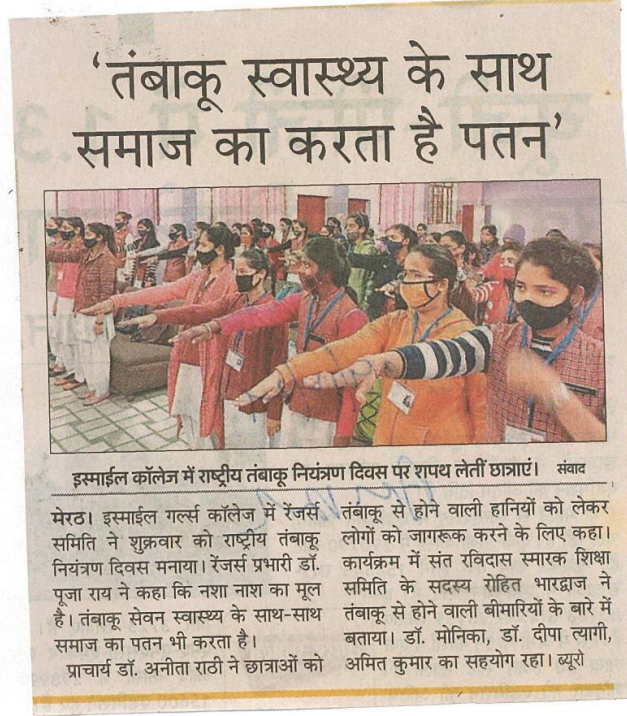 ‘तंबाकू स्वास्थ्य के साथ
समाज का करता है पतन’
इस्माईल कॉलेज में राष्ट्रीय तंबाकू नियंत्रण दिवस पर शपथ लेतीं छात्राएं। संवाद
मेरठ। इस्माईल गर्ल्स कॉलेज में रेंजर्स
समिति ने शुक्रवार को राष्ट्रीय तंबाकू
नियंत्रण दिवस मनाया। रेंजर्स प्रभारी डॉ.
पूजा राय ने कहा कि नशा नाश का मूल
है। तंबाकू सेवन स्वास्थ्य के साथ-साथ
समाज का पतन भी करता है।
प्राचार्य डॉ. अनीता राठी ने छात्राओं को
तंबाकू से होने वाली हानियों को लेकर
लोगों को जागरूक करने के लिए कहा।
कार्यक्रम में संत रविदास स्मारक शिक्षा
समिति के सदस्य रोहित भारद्वाज ने
तंबाकू से होने वाली बीमारियों के बारे में
बताया। डॉ. मोनिका, डॉ. दीपा त्यागी,
अमित कुमार का सहयोग रहा। ब्यूरो